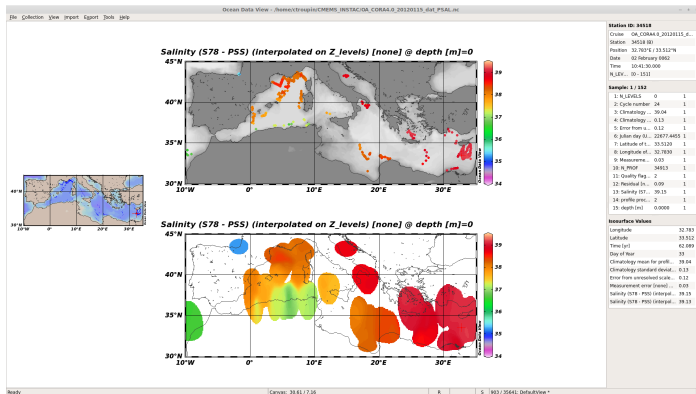 Ocean Data View - /home/ctroupin/CMEMS_INSTAC/OA_CORA4.0_20120115_dat_PSAL.nc
File Collection View Import Export Tools Help
Salinity (S78 - PSS) (interpolated on Z_levels) [none] @ depth [m]=0
45°N
40°N
35°N
30°N
10°W 0° 10°E 20°E 30°E
39
38
37
36
35
34
40°N
30°N
10°W 0° 10°E 20°E 30°E
Salinity (S78 - PSS) (interpolated on Z_levels) [none] @ depth [m]=0
45°N
40°N
35°N
30°N
10°W 0° 10°E 20°E 30°E
39
38
37
36
35
34
Station ID: 34518
Cruise OA_CORA4.0_20120115_d...
Station 34518 (B)
Position 32.783°E / 33.512°N
Date 02 February 0062
Time 10:41:30.000
N_LEV... [0 - 151]
Sample: 1 / 152
1: N_LEVELS 0 1
2: Cycle number 24 1
3: Climatology ... 39.04 1
4: Climatology ... 0.13 1
5: Error from u... 0.12 1
6: Julian day (U... 22677.4455 1
7: Latitude of t... 33.5120 1
8: Longitude of... 32.7830 1
9: Measureme... 0.03 1
10: N_PROF 34913 1
11: Quality flag... 2 1
12: Residual In... 0.09 1
13: Salinity (S7... 39.15 1
14: profile proc... 2 1
15: depth [m] 0.0000 1
Isosurface Values
Longitude 32.783
Latitude 33.512
Time [yr] 62.089
Day of Year 33
Climatology mean for profil... 39.04
Climatology standard deviat... 0.13
Error from unresolved scale... 0.12
Measurement error [none] ... 0.03
Salinity (S78 - PSS) (interpol... 39.15
Salinity (S78 - PSS) (interpol... 39.13
Ready Canvas: 30.61 / 7.16 R S 903 / 35641: DefaultView *